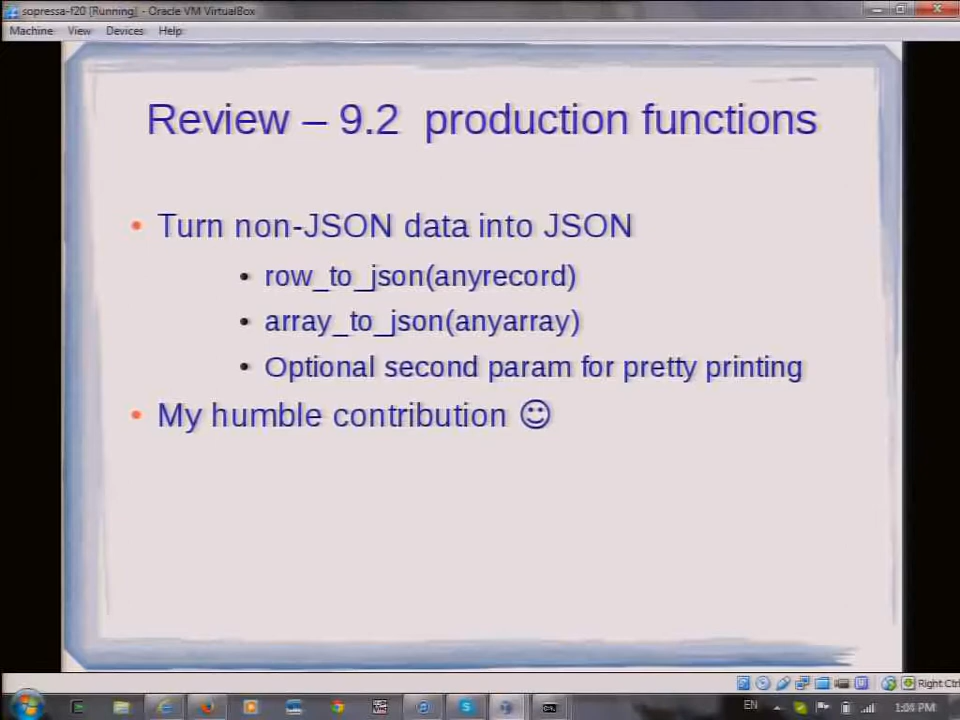 sopressa-f20 [Running] - Oracle VM VirtualBox
Machine View Devices Help
Review – 9.2 production functions
• Turn non-JSON data into JSON
• row_to_json(anyrecord)
• array_to_json(anyarray)
• Optional second param for pretty printing
• My humble contribution ☺
Right Ctrl
EN
1:06 PM